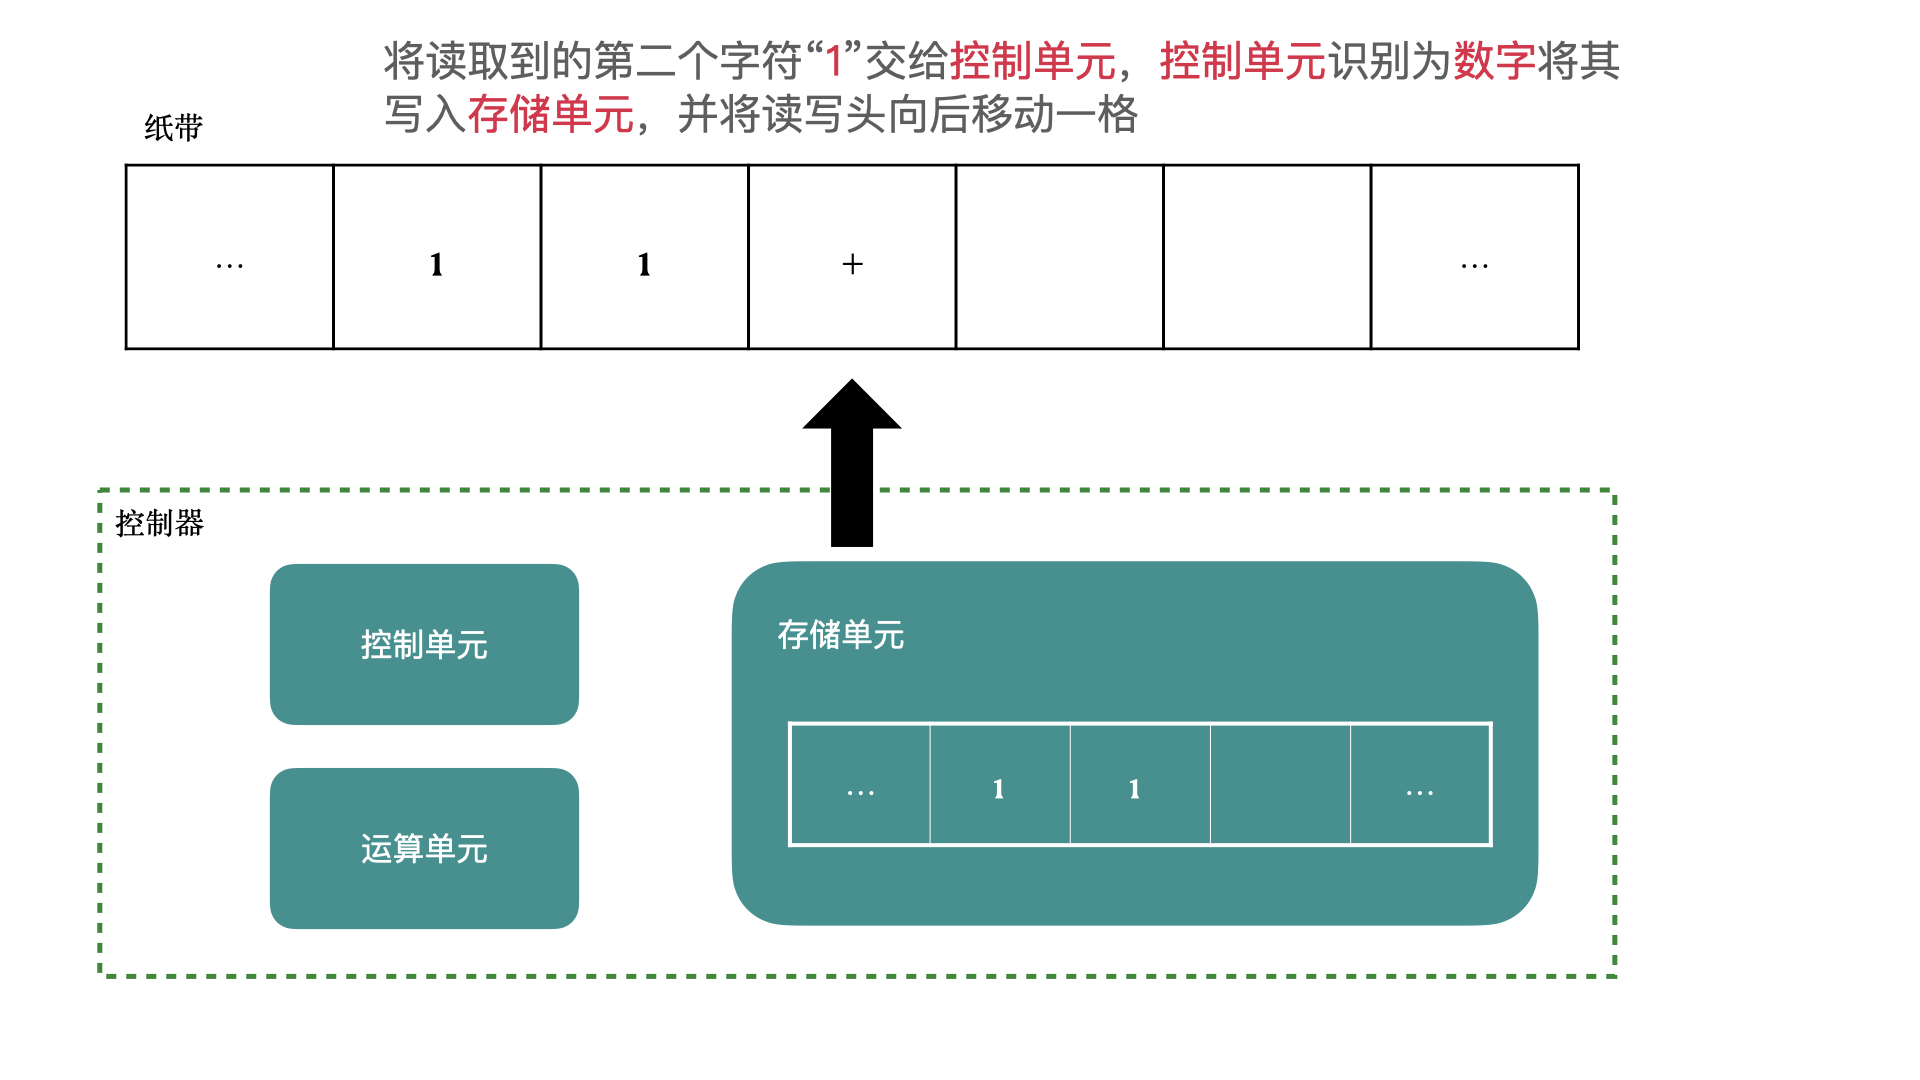 将读取到的第二个字符“1”交给控制单元，控制单元识别为数字将其
写入存储单元，并将读写头向后移动一格
纸带
… 1 1 + …
控制器
控制单元
存储单元
… 1 1 …
运算单元